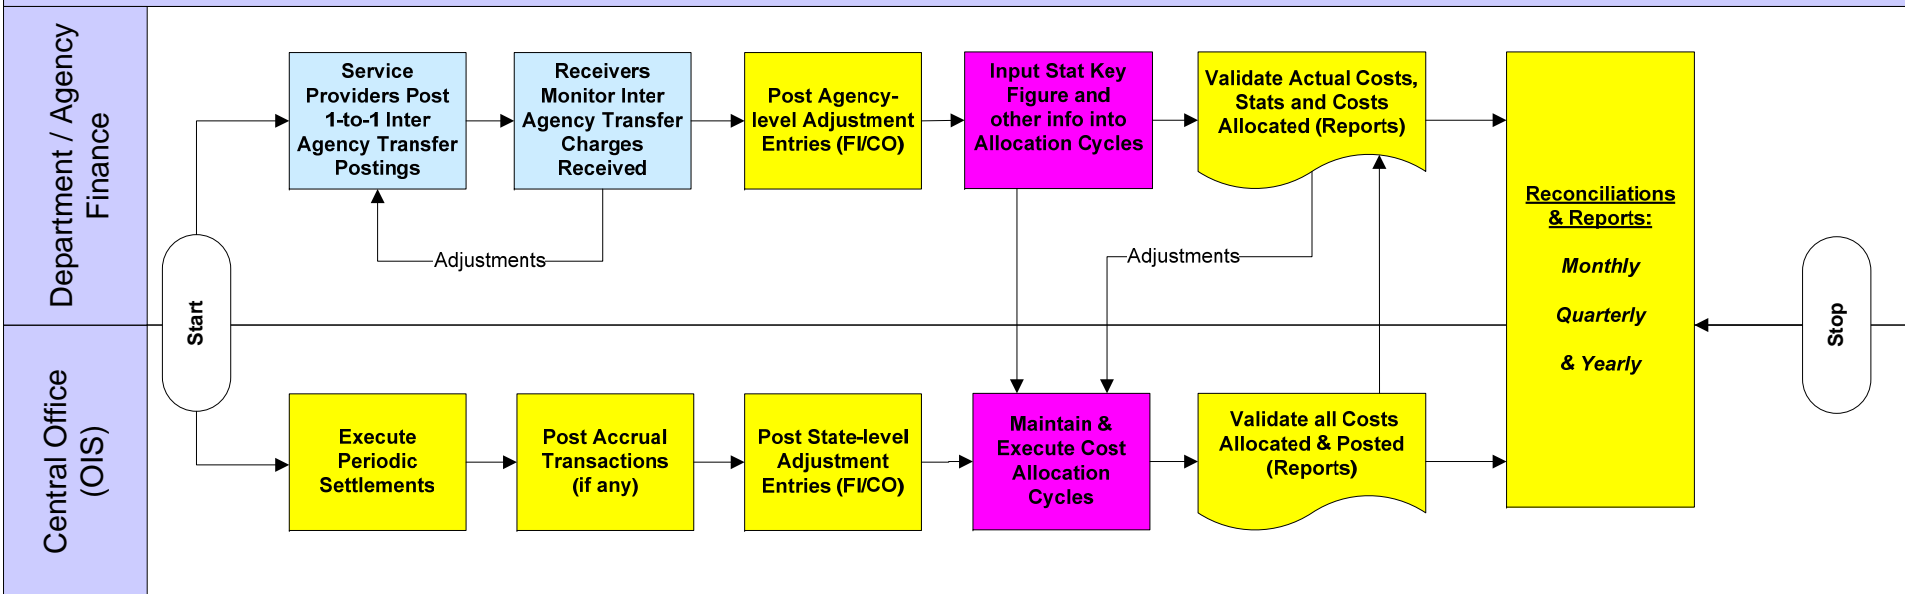 Department / Agency
Finance
Service
Providers Post
1-to-1 Inter
Agency Transfer
Postings
Receivers
Monitor Inter
Agency Transfer
Charges
Received
Post Agency-
level Adjustment
Entries (FI/CO)
Input Stat Key
Figure and
other info into
Allocation Cycles
Validate Actual Costs,
Stats and Costs
Allocated (Reports)
Adjustments
Adjustments
Reconciliations
& Reports:
Monthly
Quarterly
& Yearly
Start
Stop
Central Office
(OIS)
Execute
Periodic
Settlements
Post Accrual
Transactions
(if any)
Post State-level
Adjustment
Entries (FI/CO)
Maintain &
Execute Cost
Allocation
Cycles
Validate all Costs
Allocated & Posted
(Reports)